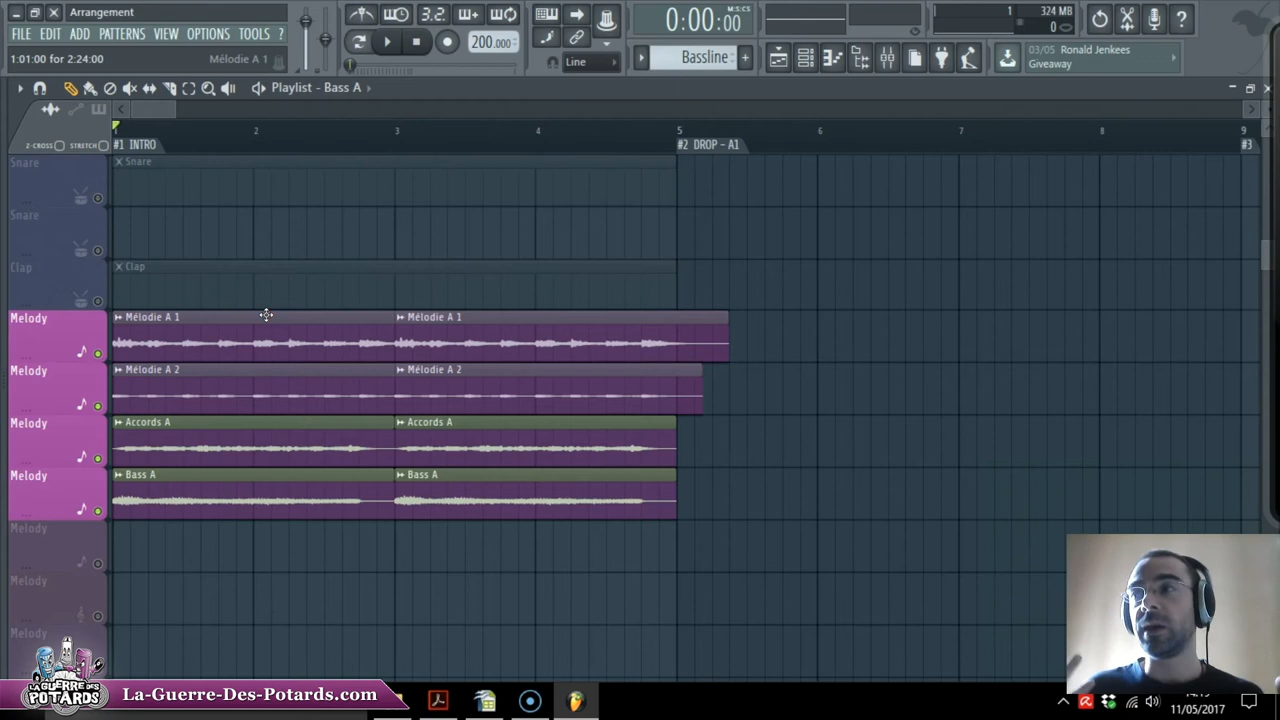 Arrangement
FILE EDIT ADD PATTERNS VIEW OPTIONS TOOLS ?
1:01:00 for 2:24:00 Mélodie A 1
3.2.
200.000
Line
0:00:00
M:S:CS
Bassline
1 324 MB
0
03/05 Ronald Jenkees
Giveaway
Playlist - Bass A
Z-CROSS STRETCH
1 2 3 4 5 6 7 8 9
#1 INTRO #2 DROP - A1 #3
Snare Snare
Snare
Clap Clap
Melody Mélodie A 1 Mélodie A 1
Melody Mélodie A 2 Mélodie A 2
Melody Accords A Accords A
Melody Bass A Bass A
Melody
Melody
Melody
LA GUERRE DES
POTARDS
La-Guerre-Des-Potards.com
11/05/2017